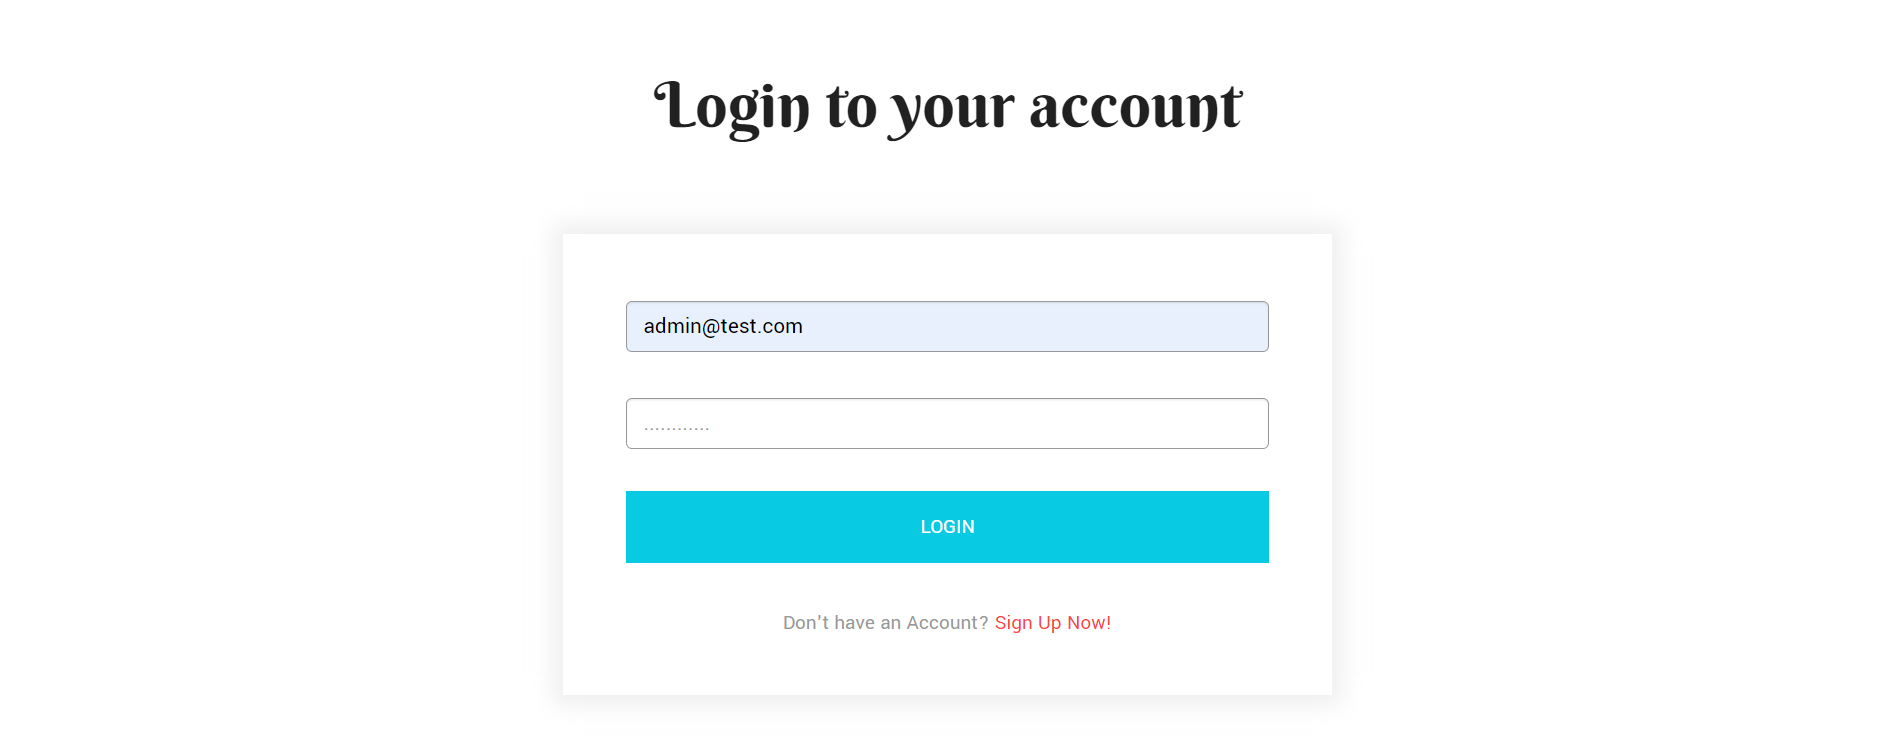 Login to your account
admin@test.com
............
LOGIN
Don't have an Account? Sign Up Now!